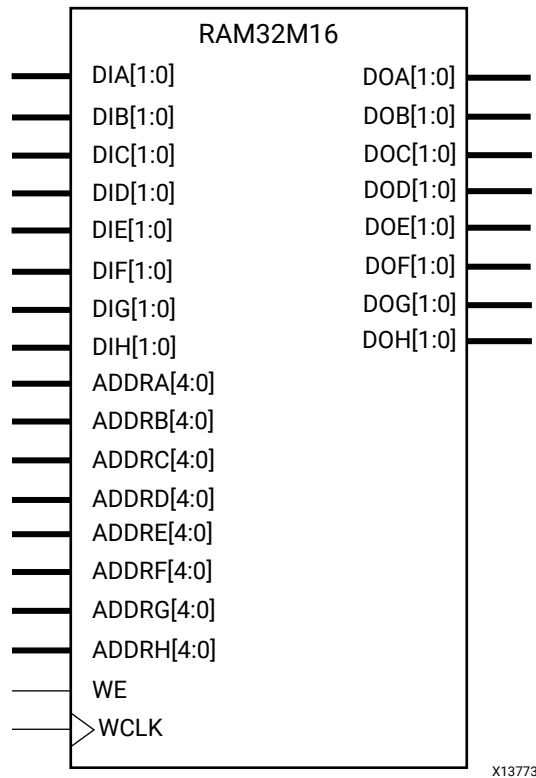 RAM32M16
DIA[1:0] DOA[1:0]
DIB[1:0] DOB[1:0]
DIC[1:0] DOC[1:0]
DID[1:0] DOD[1:0]
DIE[1:0] DOE[1:0]
DIF[1:0] DOF[1:0]
DIG[1:0] DOG[1:0]
DIH[1:0] DOH[1:0]
ADDRA[4:0]
ADDRB[4:0]
ADDRC[4:0]
ADDRD[4:0]
ADDRE[4:0]
ADDRF[4:0]
ADDRG[4:0]
ADDRH[4:0]
WE
WCLK
X13773